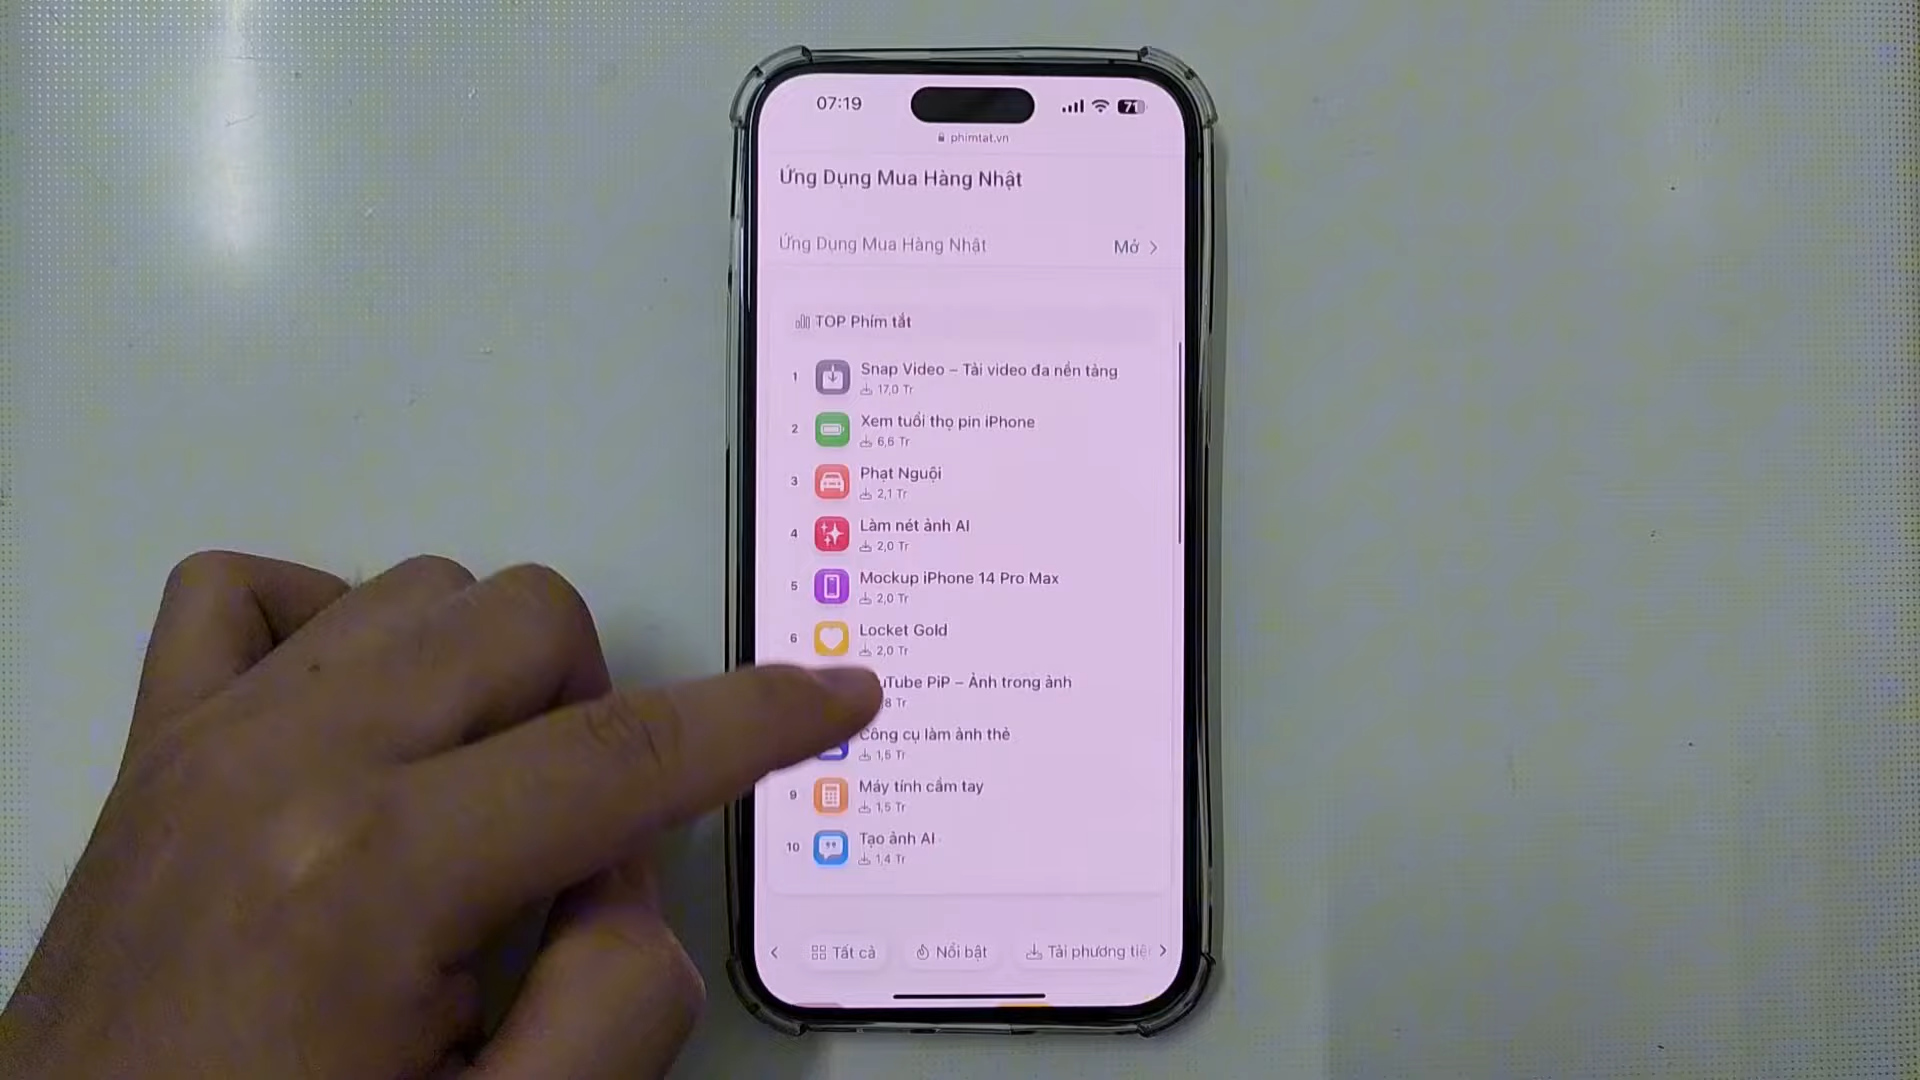 07:19
71
phimtat.vn
Ứng Dụng Mua Hàng Nhật
Ứng Dụng Mua Hàng Nhật Mở
TOP Phím tắt
1 Snap Video – Tải video đa nền tảng
17,0 Tr
2 Xem tuổi thọ pin iPhone
6,6 Tr
3 Phạt Nguội
2,1 Tr
4 Làm nét ảnh AI
2,0 Tr
5 Mockup iPhone 14 Pro Max
2,0 Tr
6 Locket Gold
2,0 Tr
uTube PiP – Ảnh trong ảnh
8 Tr
Công cụ làm ảnh thẻ
1,5 Tr
9 Máy tính cầm tay
1,5 Tr
10 Tạo ảnh AI
1,4 Tr
Tất cả Nổi bật Tải phương tiệ